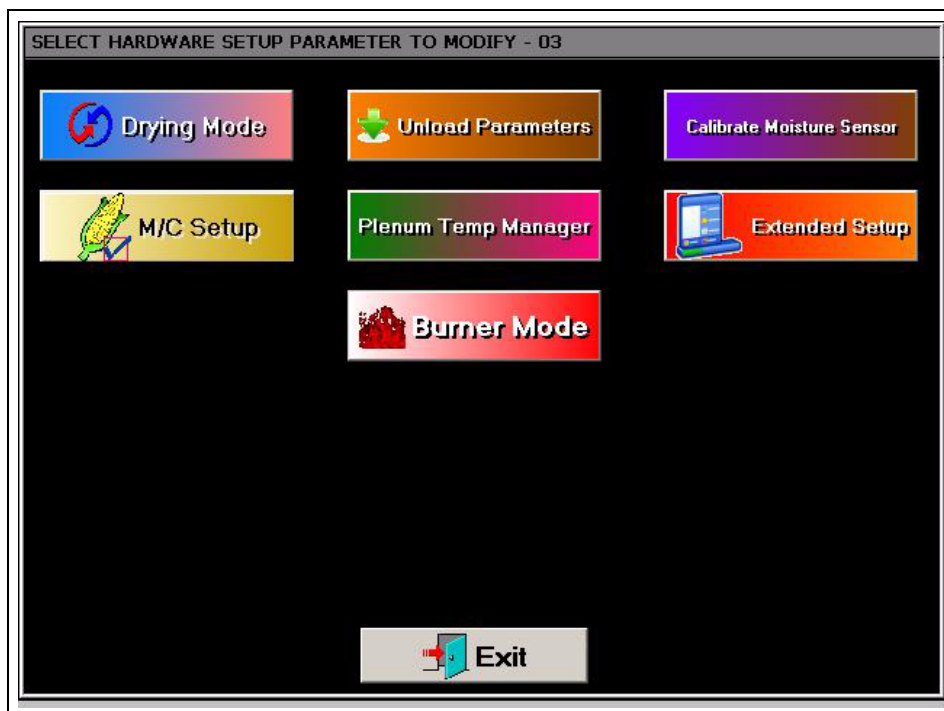 SELECT HARDWARE SETUP PARAMETER TO MODIFY - 03
Drying Mode
Unload Parameters
Calibrate Moisture Sensor
M/C Setup
Plenum Temp Manager
Extended Setup
Burner Mode
Exit